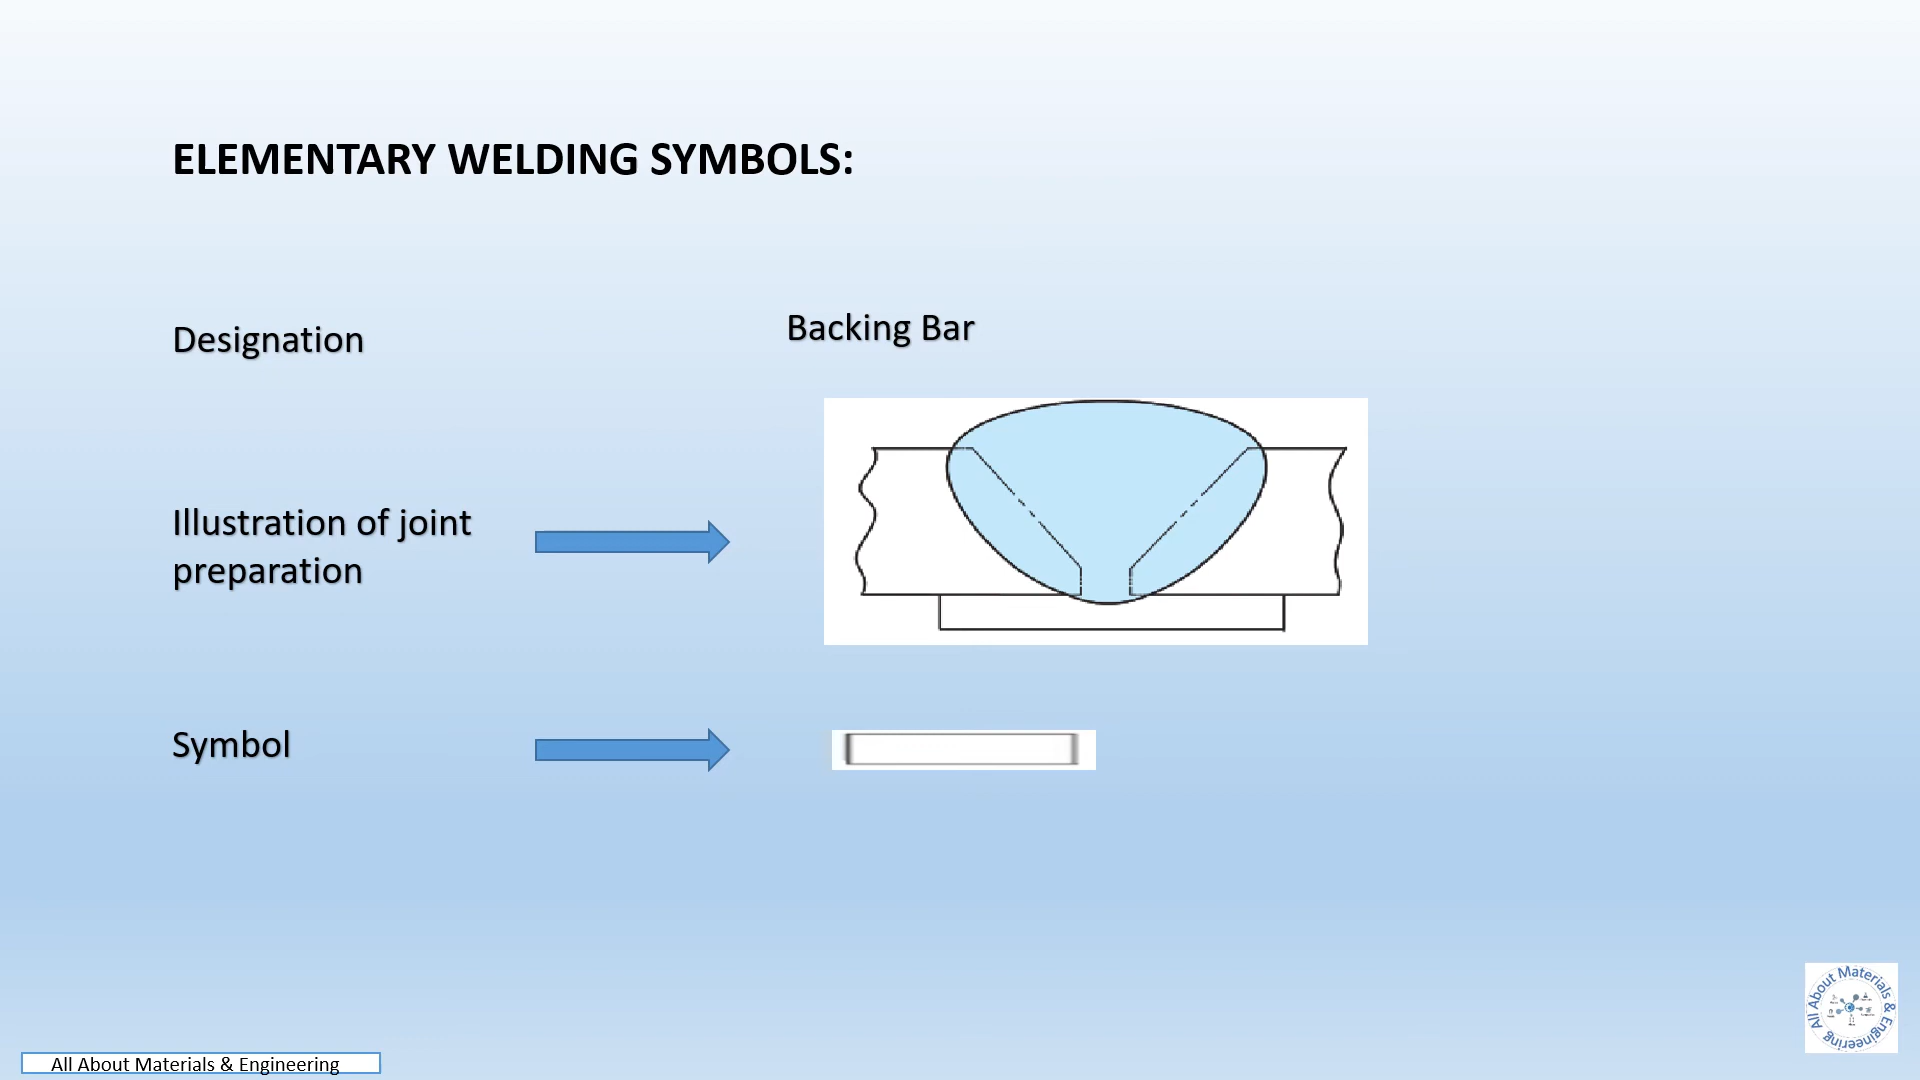 ELEMENTARY WELDING SYMBOLS:
Designation
Backing Bar
Illustration of joint
preparation
Symbol
All About Materials & Engineering
All About Materials & Engineering